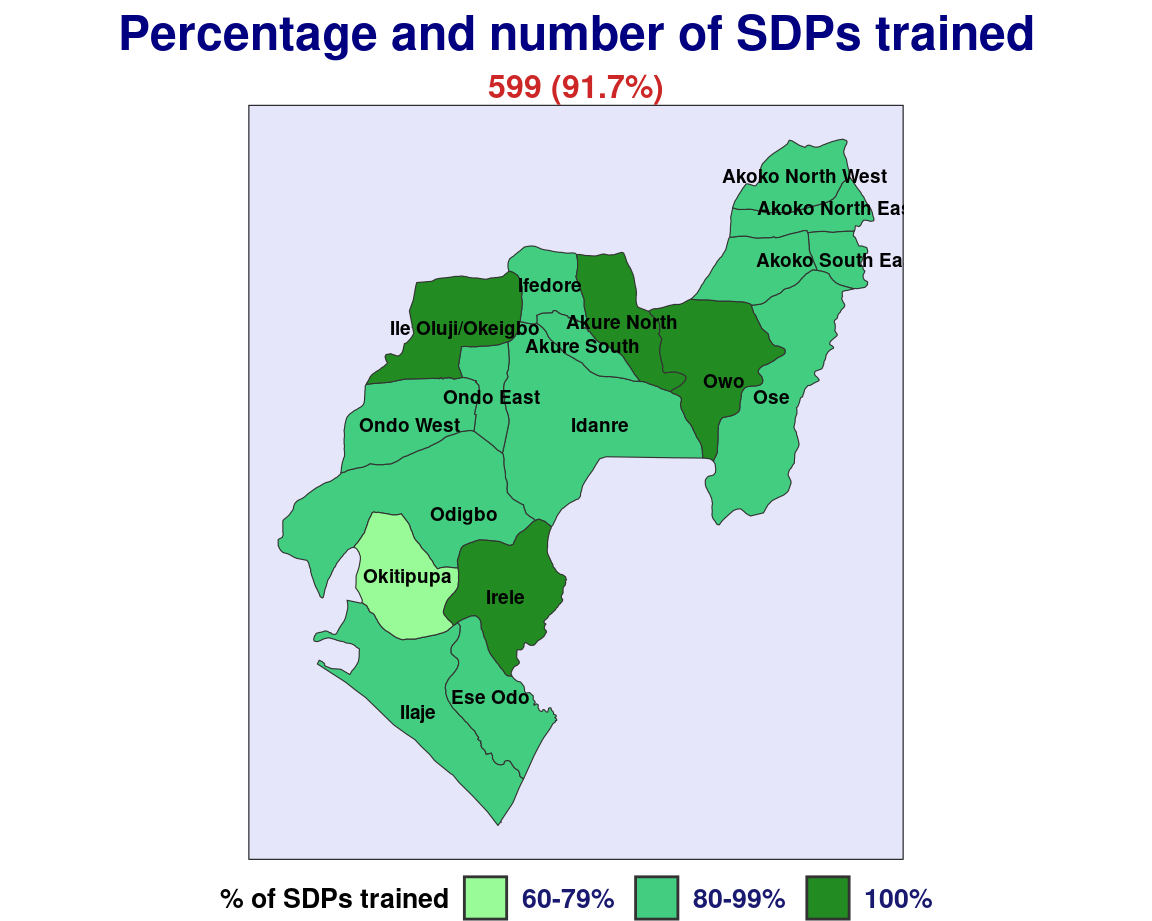 Percentage and number of SDPs trained
599 (91.7%)
Akoko North West
Akoko North Eas
Akoko South Ea
Ifedore
Ile Oluji/Okeigbo
Akure North
Akure South
Owo
Ondo East
Ose
Ondo West
Idanre
Odigbo
Okitipupa
Irele
Ese Odo
Ilaje
% of SDPs trained 60-79% 80-99% 100%